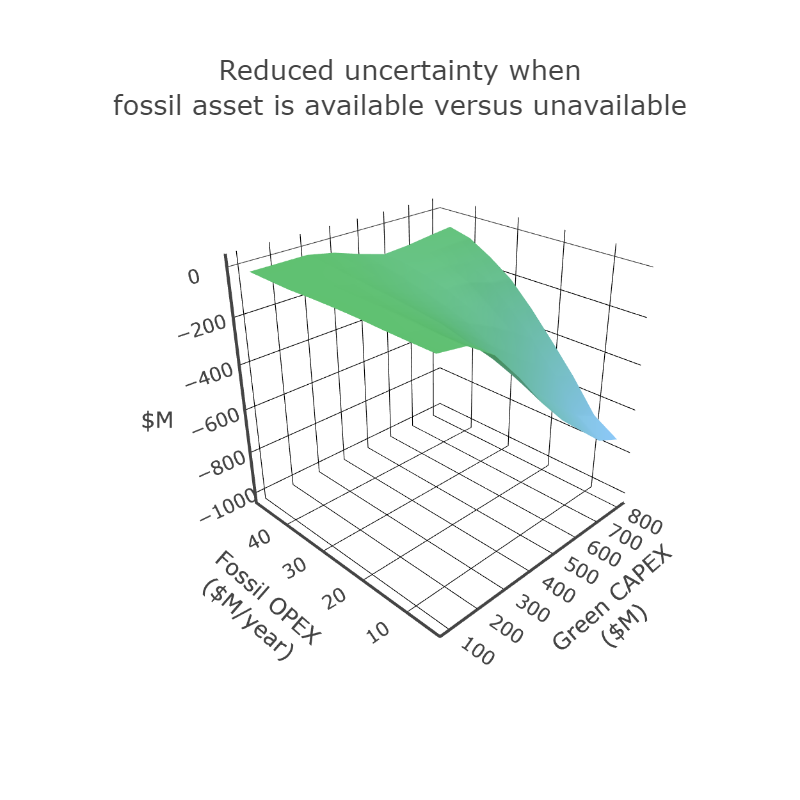 Reduced uncertainty when
fossil asset is available versus unavailable
0
−200
−400
−600
−800
−1000
$M
40
30
20
10
Fossil OPEX
($M/year)
100
200
300
400
500
600
700
800
Green CAPEX
($M)